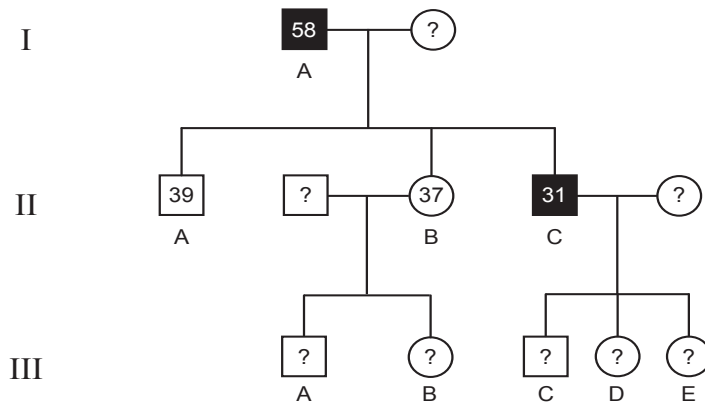 I
58 ?
A
39 ? 37 31 ?
II
A B C
? ? ? ? ?
III
A B C D E